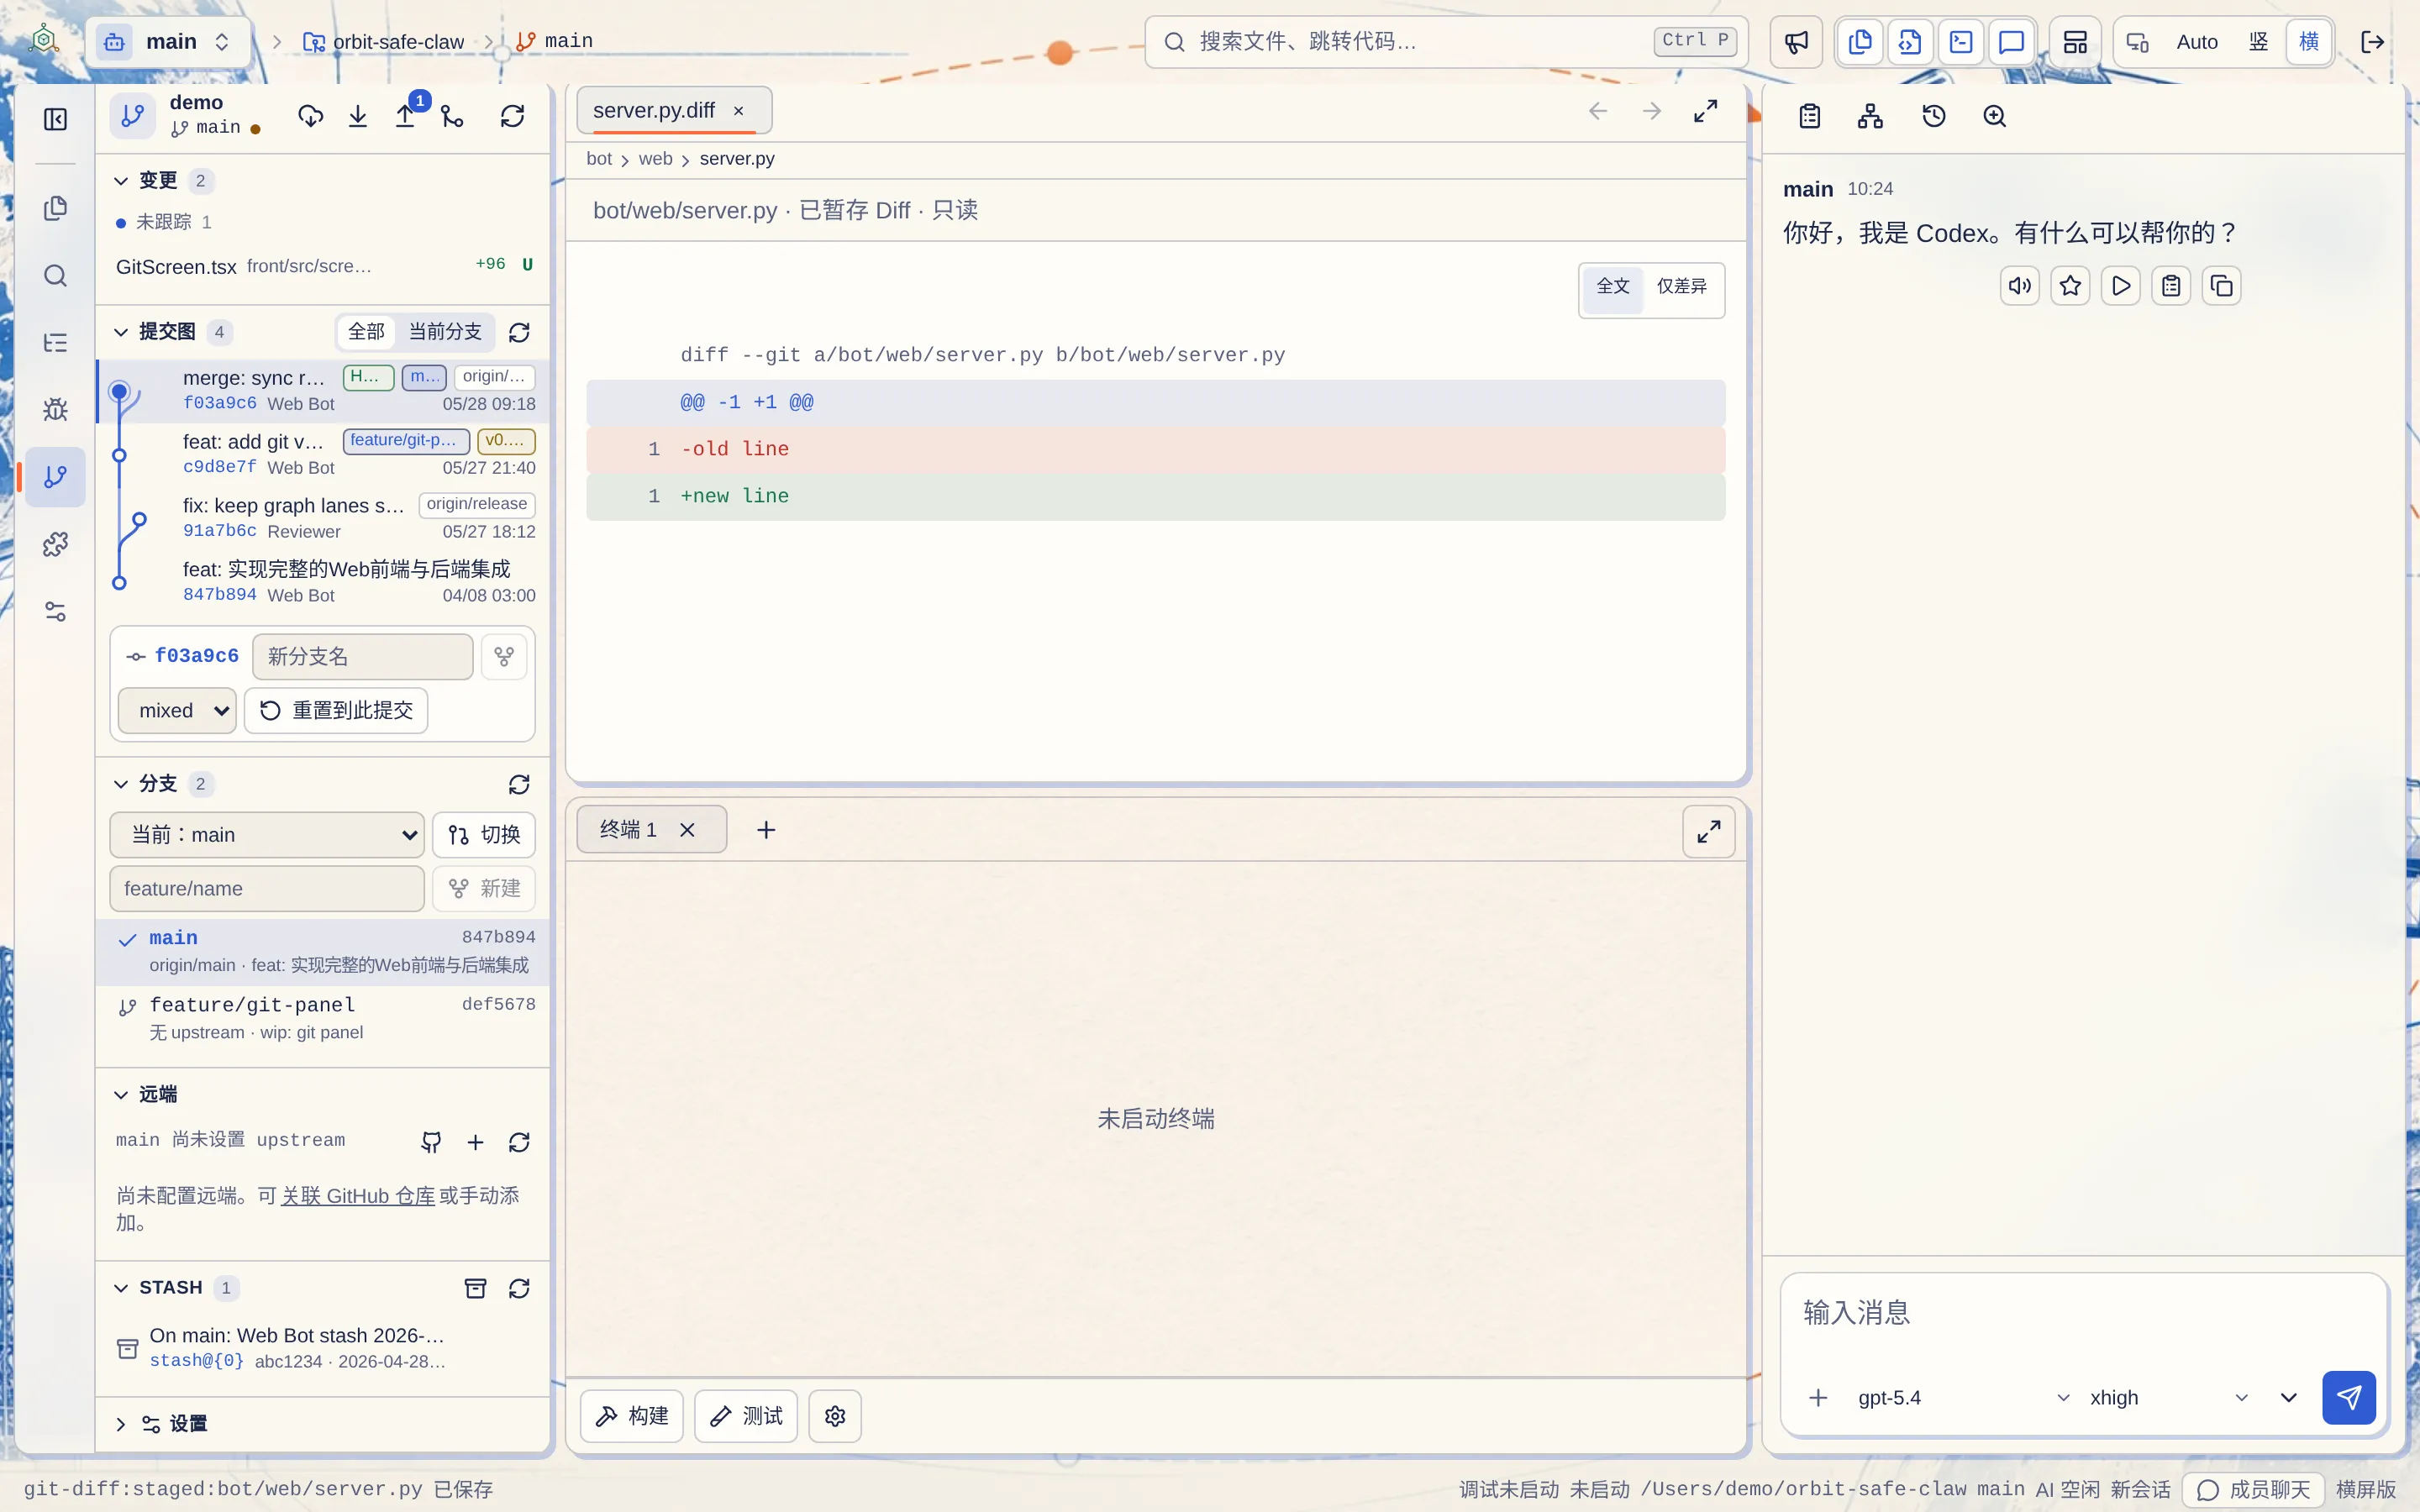 main
orbit-safe-claw
main
搜索文件、跳转代码…
Ctrl P
Auto
竖
横
demo
main
1
变更 2
未跟踪 1
GitScreen.tsx front/src/scre… +96 U
提交图 4 全部 当前分支
merge: sync r… H… m… origin/…
f03a9c6 Web Bot 05/28 09:18
feat: add git v… feature/git-p… v0.…
c9d8e7f Web Bot 05/27 21:40
fix: keep graph lanes s… origin/release
91a7b6c Reviewer 05/27 18:12
feat: 实现完整的Web前端与后端集成
847b894 Web Bot 04/08 03:00
f03a9c6 新分支名
mixed 重置到此提交
分支 2
当前：main 切换
feature/name 新建
main 847b894
origin/main · feat: 实现完整的Web前端与后端集成
feature/git-panel def5678
无 upstream · wip: git panel
远端
main 尚未设置 upstream
尚未配置远端。可 关联 GitHub 仓库 或手动添
加。
STASH 1
On main: Web Bot stash 2026-…
stash@{0} abc1234 · 2026-04-28…
设置
server.py.diff ×
bot > web > server.py
bot/web/server.py · 已暂存 Diff · 只读
全文 仅差异
diff --git a/bot/web/server.py b/bot/web/server.py
@@ -1 +1 @@
1 -old line
1 +new line
终端 1
未启动终端
构建 测试
main 10:24
你好，我是 Codex。有什么可以帮你的？
输入消息
gpt-5.4 xhigh
git-diff:staged:bot/web/server.py 已保存
调试未启动 未启动 /Users/demo/orbit-safe-claw main AI 空闲 新会话 成员聊天 横屏版